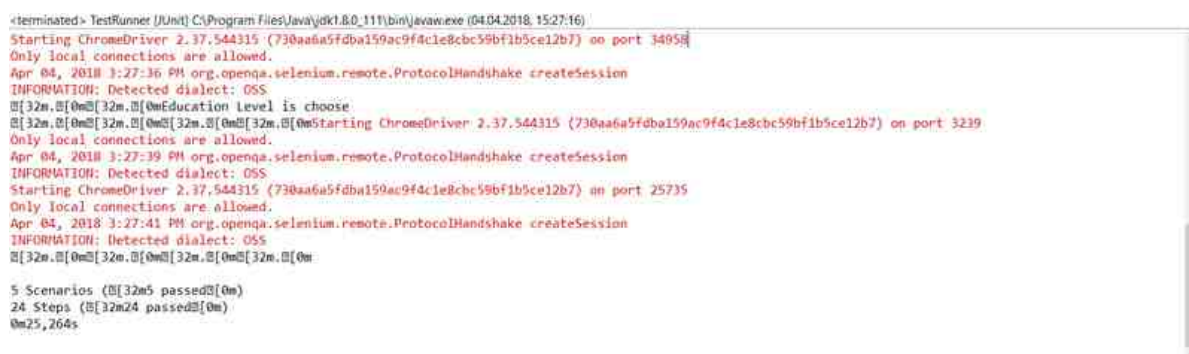 <terminated> TestRunner [JUnit] C:\Program Files\Java\jdk1.8.0_111\bin\javaw.exe (04.04.2018, 15:27:16)
Starting ChromeDriver 2.37.544315 (730aa6a5fdba159ac9f4c1e8cbc59bf1b5ce12b7) on port 34958
Only local connections are allowed.
Apr 04, 2018 3:27:36 PM org.openqa.selenium.remote.ProtocolHandshake createSession
INFORMATION: Detected dialect: OSS
[32m.[0m[32m.[0mEducation Level is choose
[32m.[0m[32m.[0m[32m.[0m[32m.[0mStarting ChromeDriver 2.37.544315 (730aa6a5fdba159ac9f4c1e8cbc59bf1b5ce12b7) on port 3239
Only local connections are allowed.
Apr 04, 2018 3:27:39 PM org.openqa.selenium.remote.ProtocolHandshake createSession
INFORMATION: Detected dialect: OSS
Starting ChromeDriver 2.37.544315 (730aa6a5fdba159ac9f4c1e8cbc59bf1b5ce12b7) on port 25735
Only local connections are allowed.
Apr 04, 2018 3:27:41 PM org.openqa.selenium.remote.ProtocolHandshake createSession
INFORMATION: Detected dialect: OSS
[32m.[0m[32m.[0m[32m.[0m[32m.[0m
5 Scenarios ([32m5 passed[0m)
24 Steps ([32m24 passed[0m)
0m25,264s